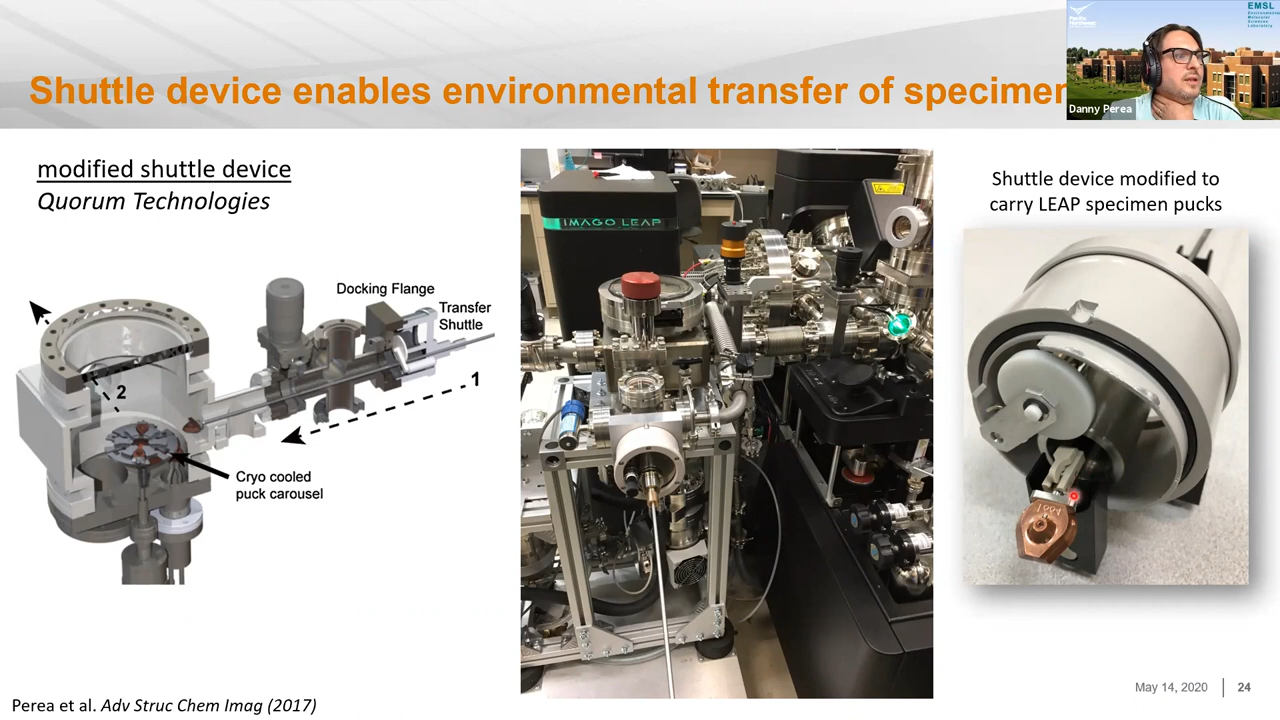 Shuttle device enables environmental transfer of specimen
Pacific
Northwest
EMSL
Environmental
Molecular
Sciences
Laboratory
Danny Perea
modified shuttle device
Quorum Technologies
Docking Flange
Transfer
Shuttle
1
2
Cryo cooled
puck carousel
IMAGO LEAP
Shuttle device modified to
carry LEAP specimen pucks
May 14, 2020 | 24
Perea et al. Adv Struc Chem Imag (2017)